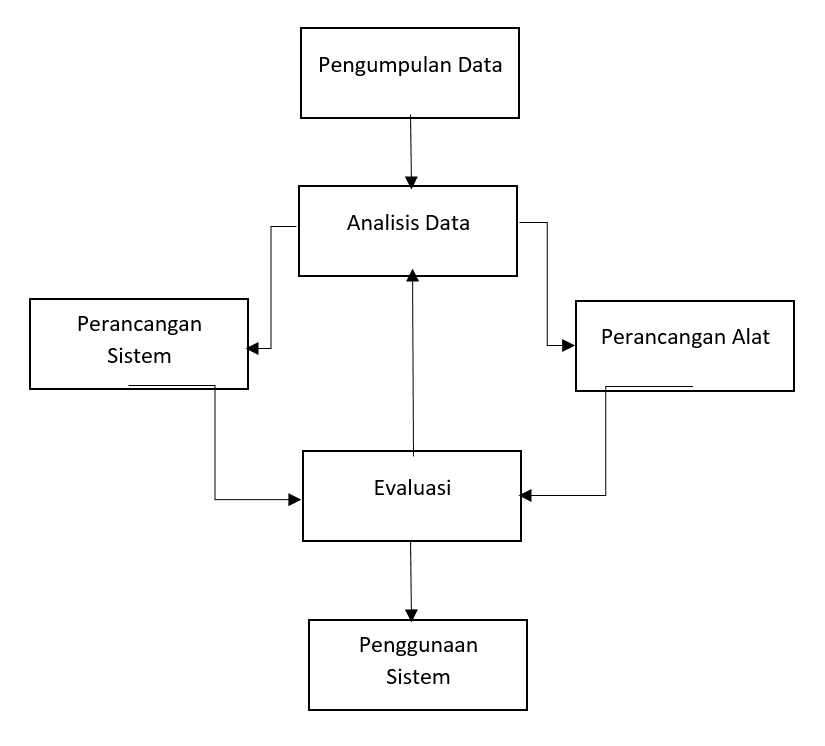 Pengumpulan Data
Analisis Data
Perancangan
Sistem
Perancangan Alat
Evaluasi
Penggunaan
Sistem